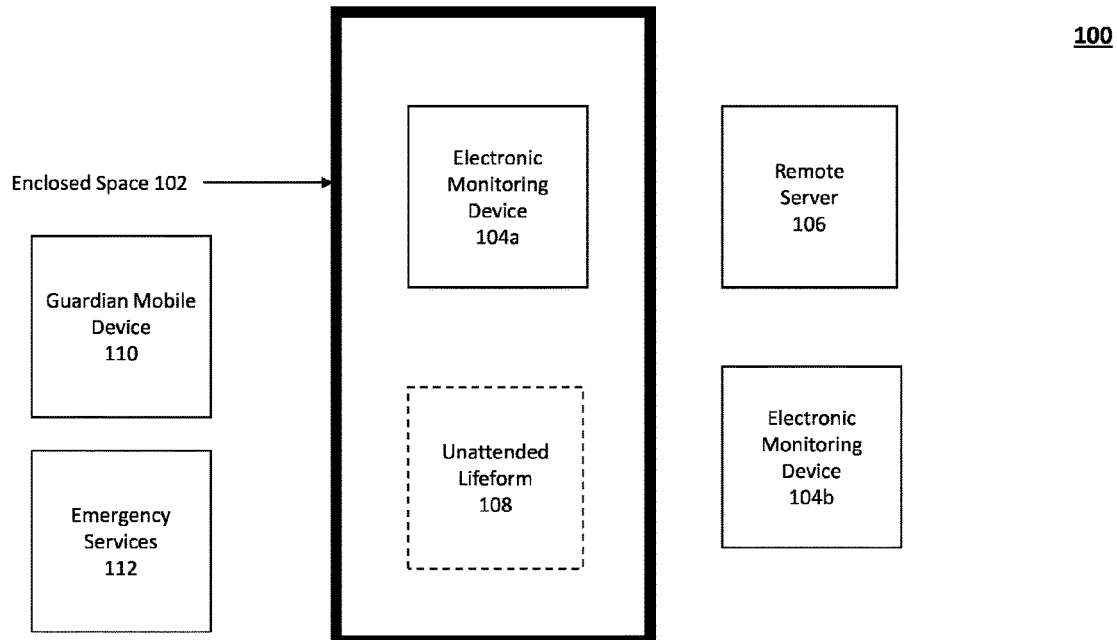 100
Enclosed Space 102
Electronic
Monitoring
Device
104a
Remote
Server
106
Guardian Mobile
Device
110
Unattended
Lifeform
108
Electronic
Monitoring
Device
104b
Emergency
Services
112